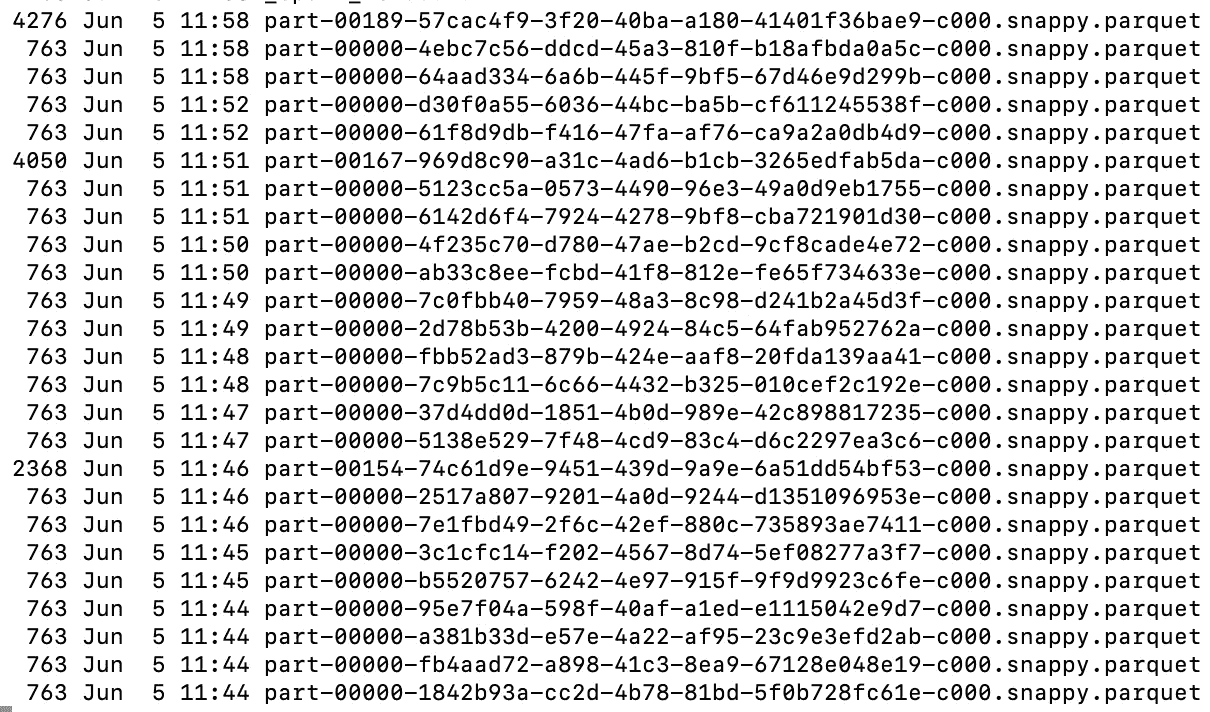 4276 Jun  5 11:58 part-00189-57cac4f9-3f20-40ba-a180-41401f36bae9-c000.snappy.parquet
763 Jun  5 11:58 part-00000-4ebc7c56-ddcd-45a3-810f-b18afbda0a5c-c000.snappy.parquet
763 Jun  5 11:58 part-00000-64aad334-6a6b-445f-9bf5-67d46e9d299b-c000.snappy.parquet
763 Jun  5 11:52 part-00000-d30f0a55-6036-44bc-ba5b-cf611245538f-c000.snappy.parquet
763 Jun  5 11:52 part-00000-61f8d9db-f416-47fa-af76-ca9a2a0db4d9-c000.snappy.parquet
4050 Jun  5 11:51 part-00167-969d8c90-a31c-4ad6-b1cb-3265edfab5da-c000.snappy.parquet
763 Jun  5 11:51 part-00000-5123cc5a-0573-4490-96e3-49a0d9eb1755-c000.snappy.parquet
763 Jun  5 11:51 part-00000-6142d6f4-7924-4278-9bf8-cba721901d30-c000.snappy.parquet
763 Jun  5 11:50 part-00000-4f235c70-d780-47ae-b2cd-9cf8cade4e72-c000.snappy.parquet
763 Jun  5 11:50 part-00000-ab33c8ee-fcbd-41f8-812e-fe65f734633e-c000.snappy.parquet
763 Jun  5 11:49 part-00000-7c0fbb40-7959-48a3-8c98-d241b2a45d3f-c000.snappy.parquet
763 Jun  5 11:49 part-00000-2d78b53b-4200-4924-84c5-64fab952762a-c000.snappy.parquet
763 Jun  5 11:48 part-00000-fbb52ad3-879b-424e-aaf8-20fda139aa41-c000.snappy.parquet
763 Jun  5 11:48 part-00000-7c9b5c11-6c66-4432-b325-010cef2c192e-c000.snappy.parquet
763 Jun  5 11:47 part-00000-37d4dd0d-1851-4b0d-989e-42c898817235-c000.snappy.parquet
763 Jun  5 11:47 part-00000-5138e529-7f48-4cd9-83c4-d6c2297ea3c6-c000.snappy.parquet
2368 Jun  5 11:46 part-00154-74c61d9e-9451-439d-9a9e-6a51dd54bf53-c000.snappy.parquet
763 Jun  5 11:46 part-00000-2517a807-9201-4a0d-9244-d1351096953e-c000.snappy.parquet
763 Jun  5 11:46 part-00000-7e1fbd49-2f6c-42ef-880c-735893ae7411-c000.snappy.parquet
763 Jun  5 11:45 part-00000-3c1cfc14-f202-4567-8d74-5ef08277a3f7-c000.snappy.parquet
763 Jun  5 11:45 part-00000-b5520757-6242-4e97-915f-9f9d9923c6fe-c000.snappy.parquet
763 Jun  5 11:44 part-00000-95e7f04a-598f-40af-a1ed-e1115042e9d7-c000.snappy.parquet
763 Jun  5 11:44 part-00000-a381b33d-e57e-4a22-af95-23c9e3efd2ab-c000.snappy.parquet
763 Jun  5 11:44 part-00000-fb4aad72-a898-41c3-8ea9-67128e048e19-c000.snappy.parquet
763 Jun  5 11:44 part-00000-1842b93a-cc2d-4b78-81bd-5f0b728fc61e-c000.snappy.parquet